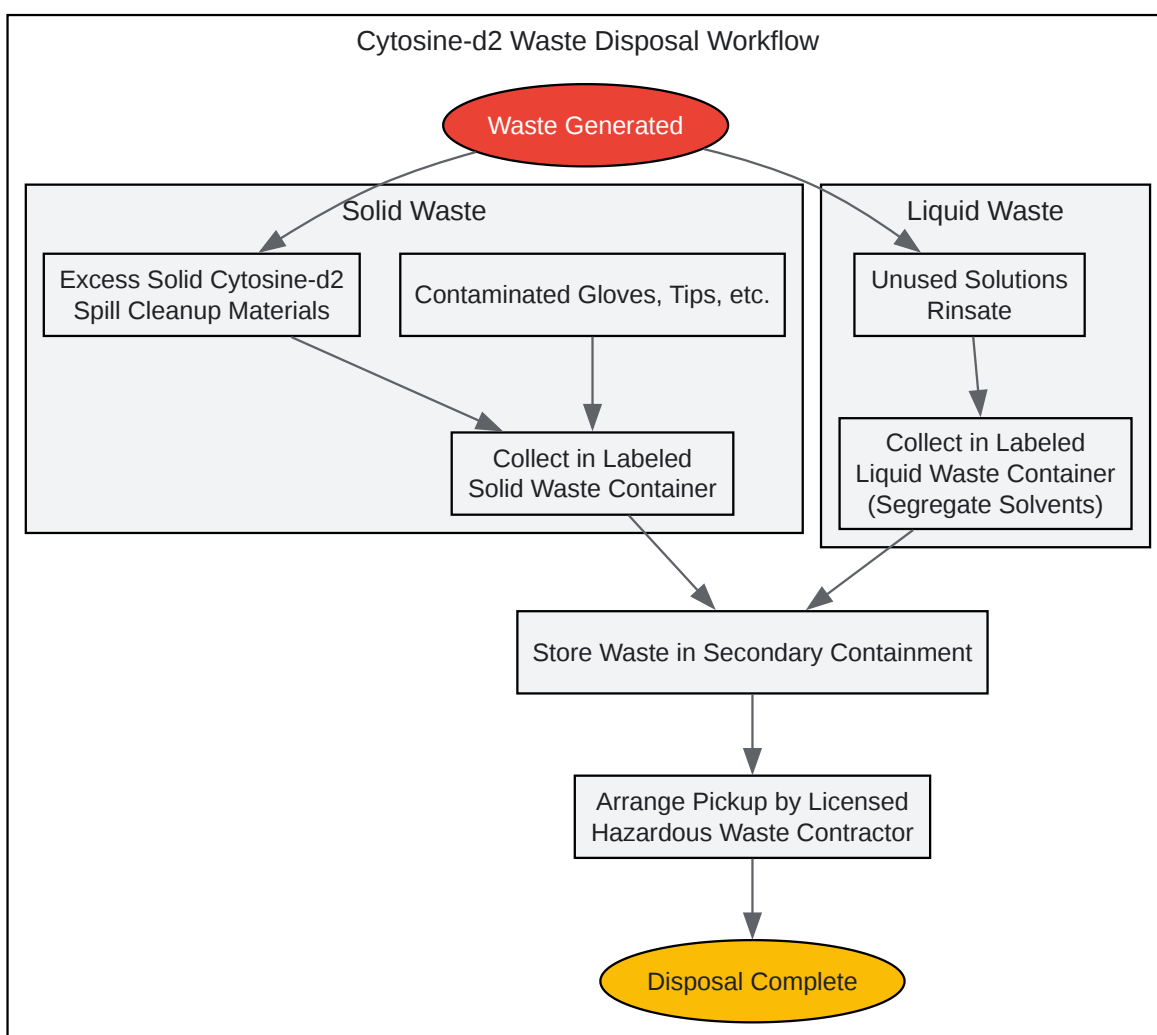 Cytosine-d2 Waste Disposal Workflow
Waste Generated
Solid Waste
Liquid Waste
Excess Solid Cytosine-d2
Spill Cleanup Materials
Contaminated Gloves, Tips, etc.
Unused Solutions
Rinsate
Collect in Labeled
Solid Waste Container
Collect in Labeled
Liquid Waste Container
(Segregate Solvents)
Store Waste in Secondary Containment
Arrange Pickup by Licensed
Hazardous Waste Contractor
Disposal Complete